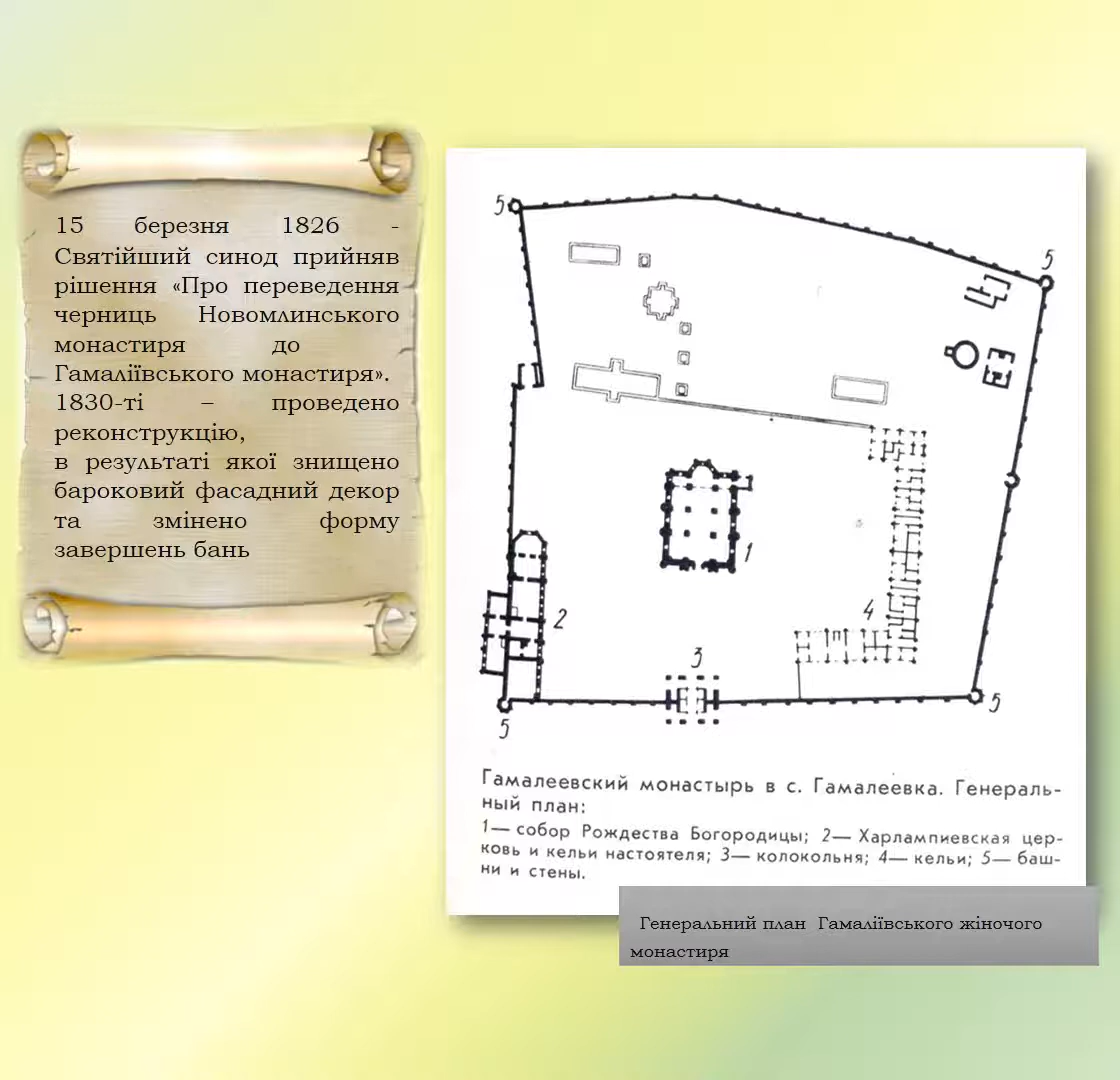 15 березня 1826 -
Святійший синод прийняв
рішення «Про переведення
черниць Новомлинського
монастиря до
Гамаліївського монастиря».
1830-ті – проведено
реконструкцію,
в результаті якої знищено
бароковий фасадний декор
та змінено форму
завершень бань
5
5
1
2
4
3
5
5
Гамалеевский монастырь в с. Гамалеевка. Генераль-
ный план:
1— собор Рождества Богородицы; 2— Харлампиевская цер-
ковь и кельи настоятеля; 3— колокольня; 4— кельи; 5— баш-
ни и стены.
Генеральний план Гамаліївського жіночого
монастиря